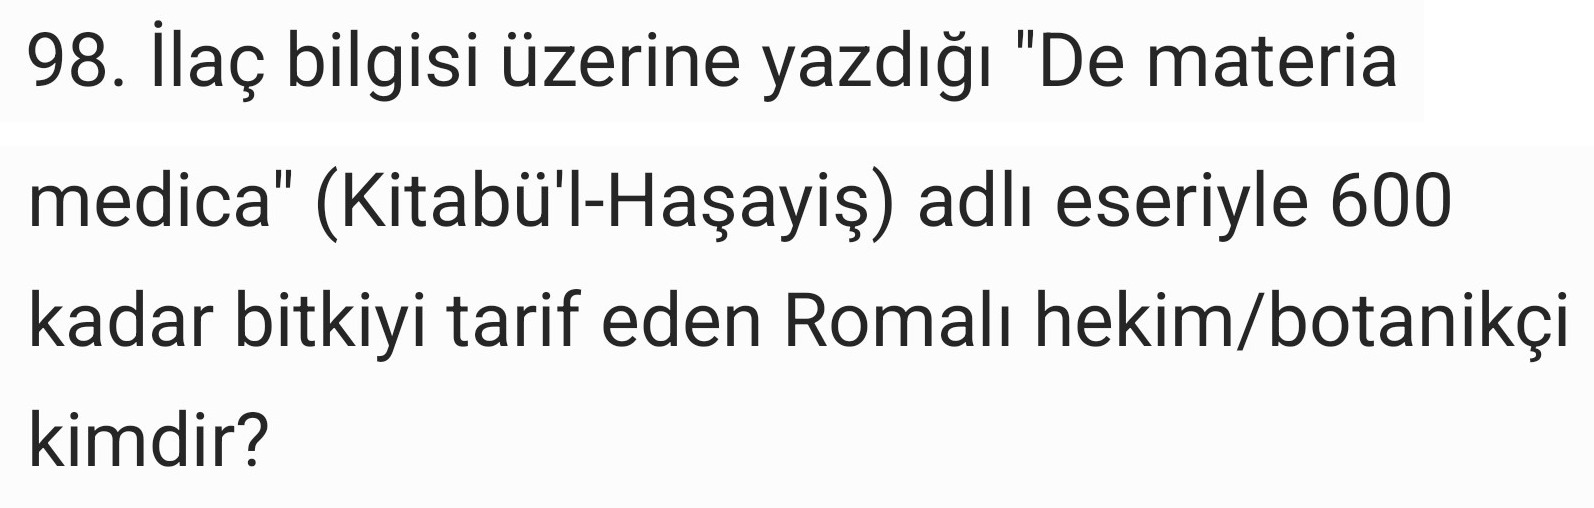 98. İlaç bilgisi üzerine yazdığı "De materia
medica" (Kitabü'l-Haşayiş) adlı eseriyle 600
kadar bitkiyi tarif eden Romalı hekim/botanikçi
kimdir?